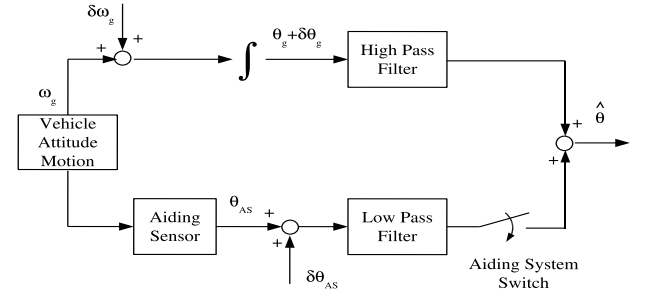 δω_g
+
+
∫
θ_g+δθ_g
High Pass
Filter
ω_g
Vehicle
Attitude
Motion
+
θ̂
+
Aiding
Sensor
θ_AS
+
+
Low Pass
Filter
δθ_AS
Aiding System
Switch